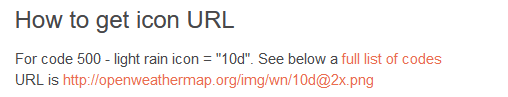 How to get icon URL
For code 500 - light rain icon = "10d". See below a full list of codes
URL is http://openweathermap.org/img/wn/10d@2x.png